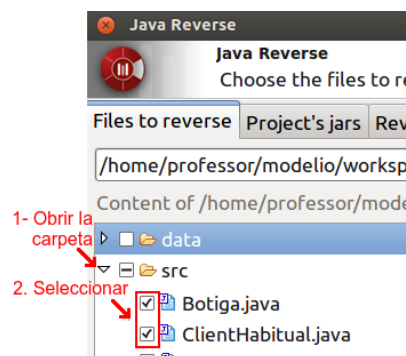 Java Reverse
Java Reverse
Choose the files to re
Files to reverse Project's jars Rev
/home/professor/modelio/worksp
Content of /home/professor/mode
1- Obrir la
carpeta
data
src
2. Seleccionar
Botiga.java
ClientHabitual.java